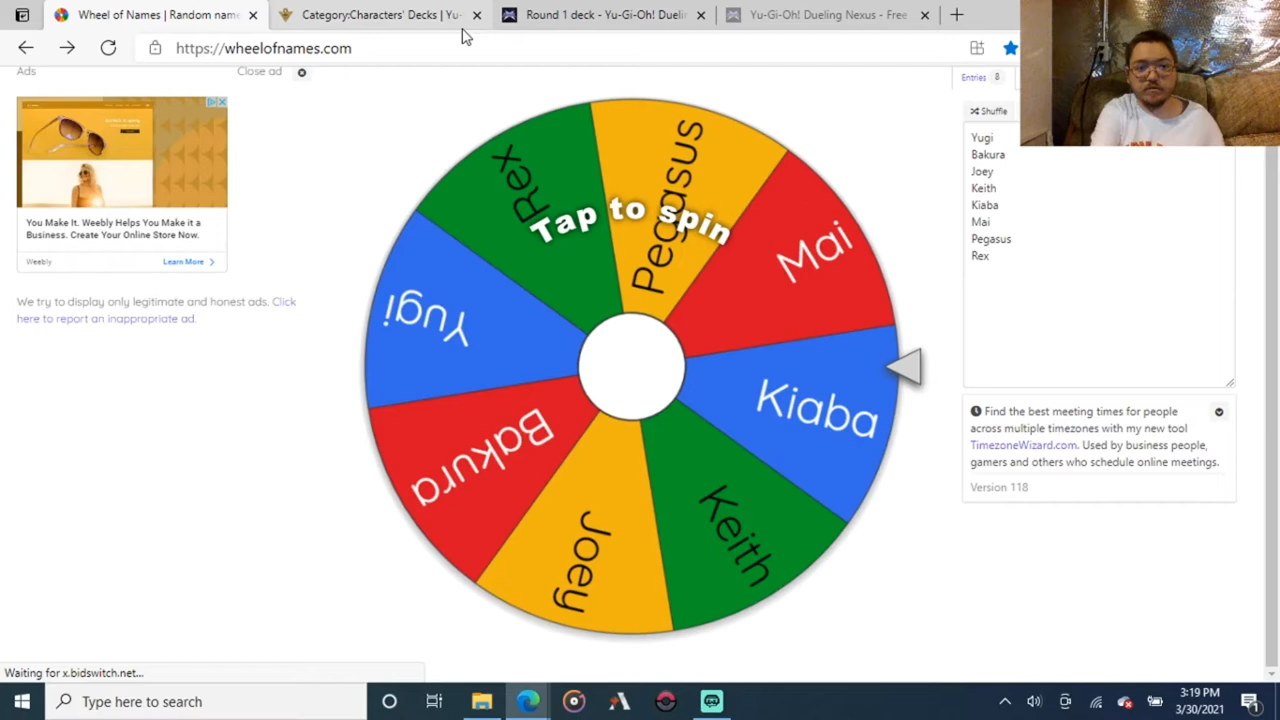 Wheel of Names | Random name
Category:Characters' Decks | Yu-
Round 1 deck - Yu-Gi-Oh! Duelin
Yu-Gi-Oh! Dueling Nexus - Free
https://wheelofnames.com
Ads
Close ad
You Make It. Weebly Helps You Make it a
Business. Create Your Online Store Now.
Weebly
Learn More
We try to display only legitimate and honest ads. Click
here to report an inappropriate ad.
Tap to spin
Rex
Pegasus
Mai
Kiaba
Keith
Joey
Bakura
Yugi
Entries 8
Shuffle
Yugi
Bakura
Joey
Keith
Kiaba
Mai
Pegasus
Rex
Find the best meeting times for people
across multiple timezones with my new tool
TimezoneWizard.com. Used by business people,
gamers and others who schedule online meetings.
Version 118
Waiting for x.bidswitch.net...
Type here to search
3:19 PM
3/30/2021
1